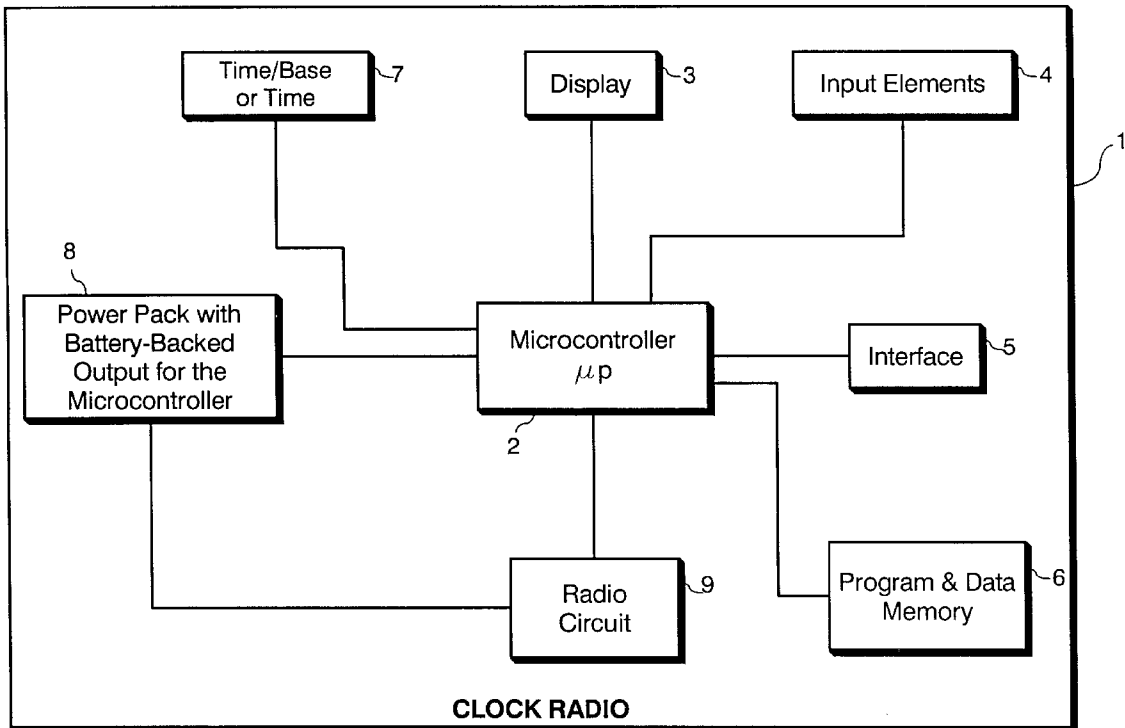 Time/Base
or Time
7
Display
3
Input Elements
4
1
8
Power Pack with
Battery-Backed
Output for the
Microcontroller
Microcontroller
μp
2
Interface
5
Radio
Circuit
9
Program & Data
Memory
6
CLOCK RADIO